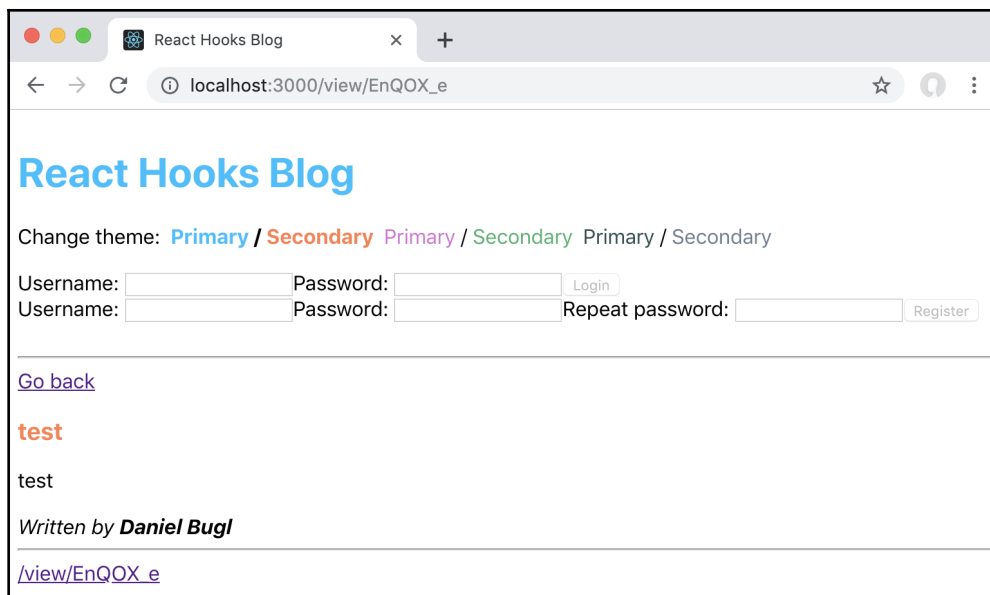 React Hooks Blog
localhost:3000/view/EnQOX_e
React Hooks Blog
Change theme: Primary / Secondary Primary / Secondary Primary / Secondary
Username: Password: Login
Username: Password: Repeat password: Register
Go back
test
test
Written by Daniel Bugl
/view/EnQOX_e